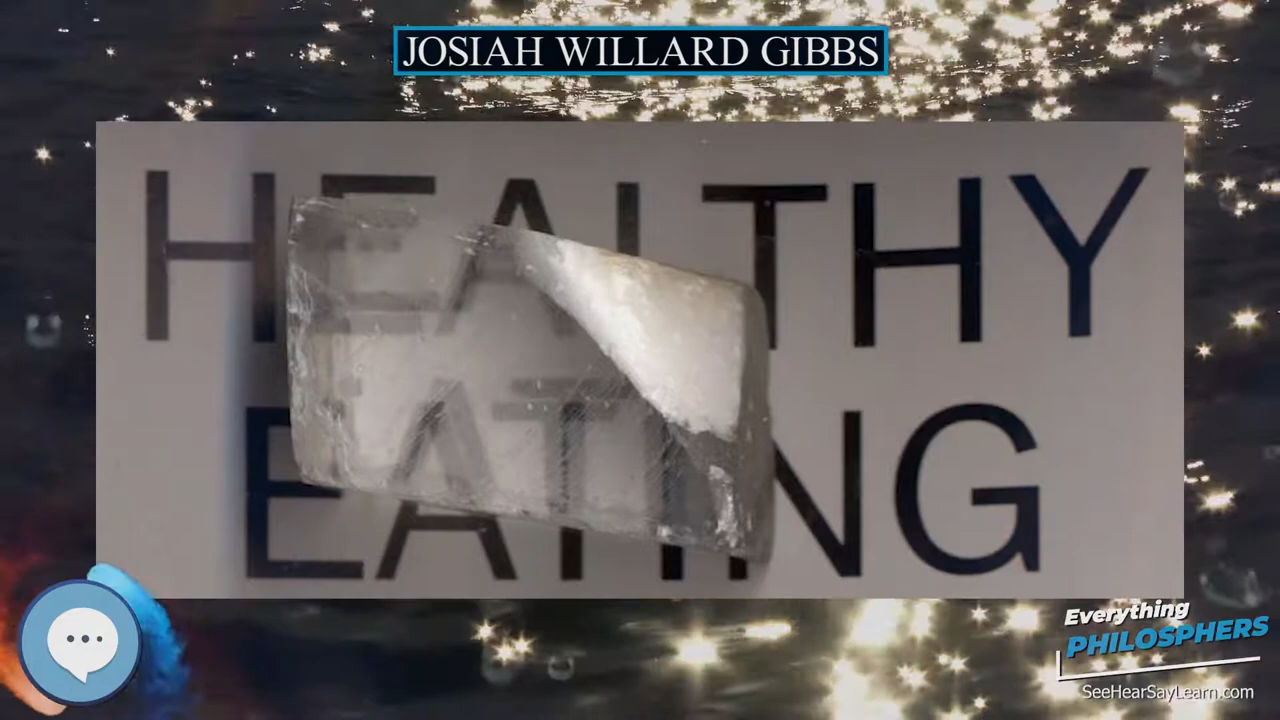 JOSIAH WILLARD GIBBS
HEALTHY
EATING
Everything
PHILOSPHERS
SeeHearSayLearn.com